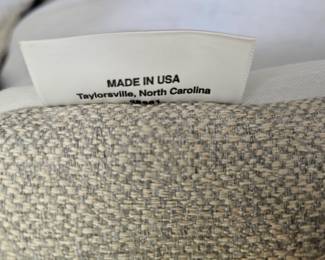 MADE IN USA
Taylorsville, North Carolina